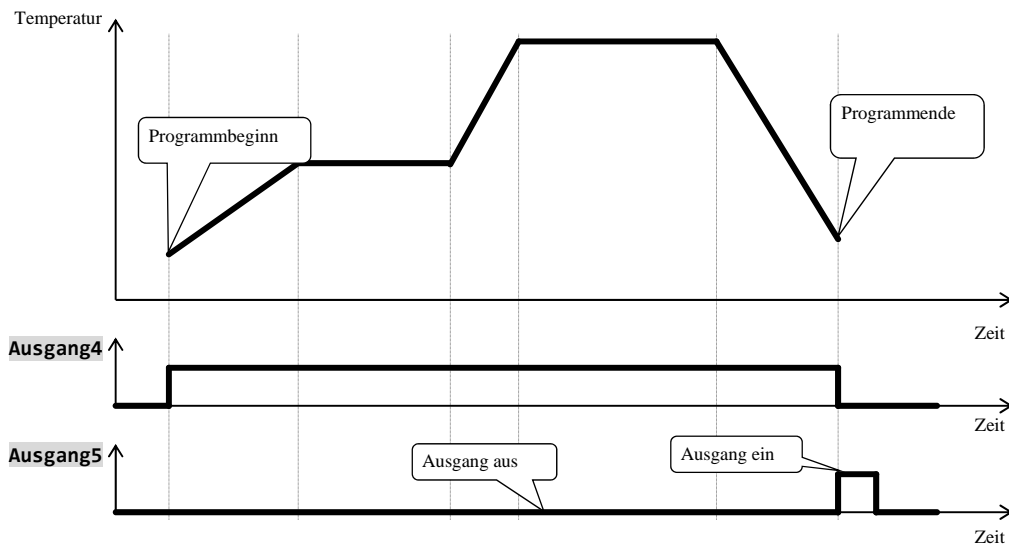 Temperatur
Programmbeginn
Programmende
Zeit
Ausgang4
Zeit
Ausgang5
Ausgang aus
Ausgang ein
Zeit